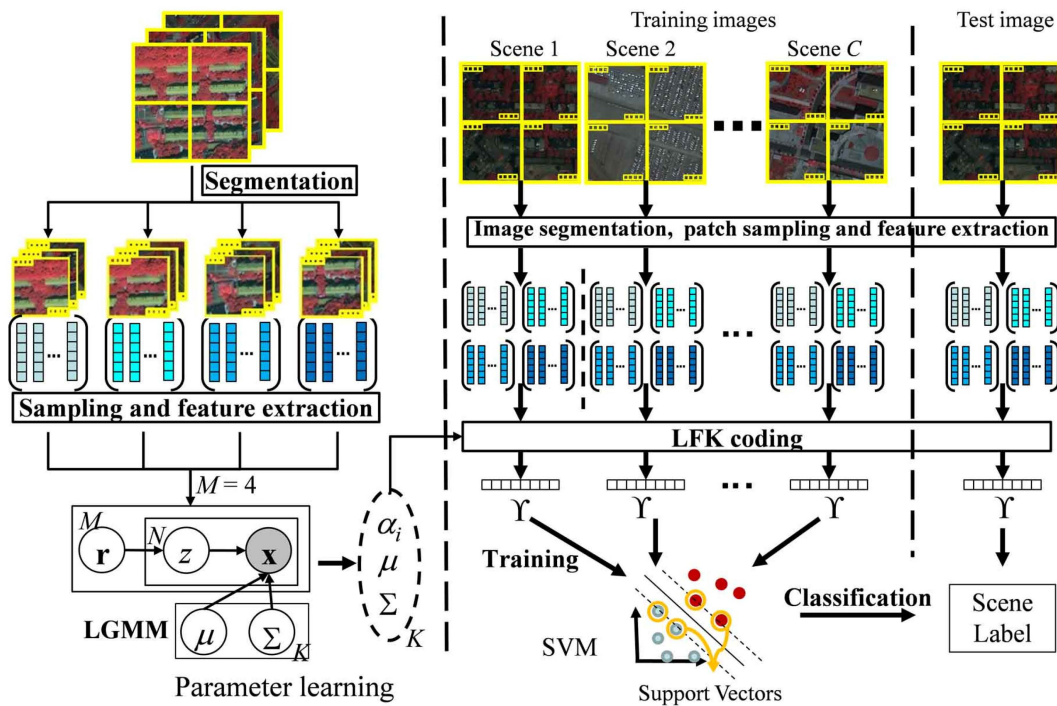 Training images
Test image
Scene 1
Scene 2
Scene C
Segmentation
Image segmentation, patch sampling and feature extraction
Sampling and feature extraction
LFK coding
M = 4
M
r
N
z
x
LGMM
μ
Σ
K
α_i
μ
Σ
K
Parameter learning
ϒ
ϒ
ϒ
ϒ
Training
SVM
Support Vectors
Classification
Scene
Label